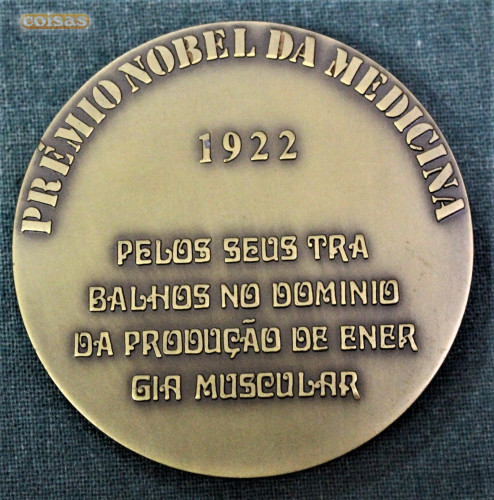 coisas
PRÉMIO NOBEL DA MEDICINA
1922
PELOS SEUS TRA
BALHOS NO DOMINIO
DA PRODUÇÃO DE ENER
GIA MUSCULAR